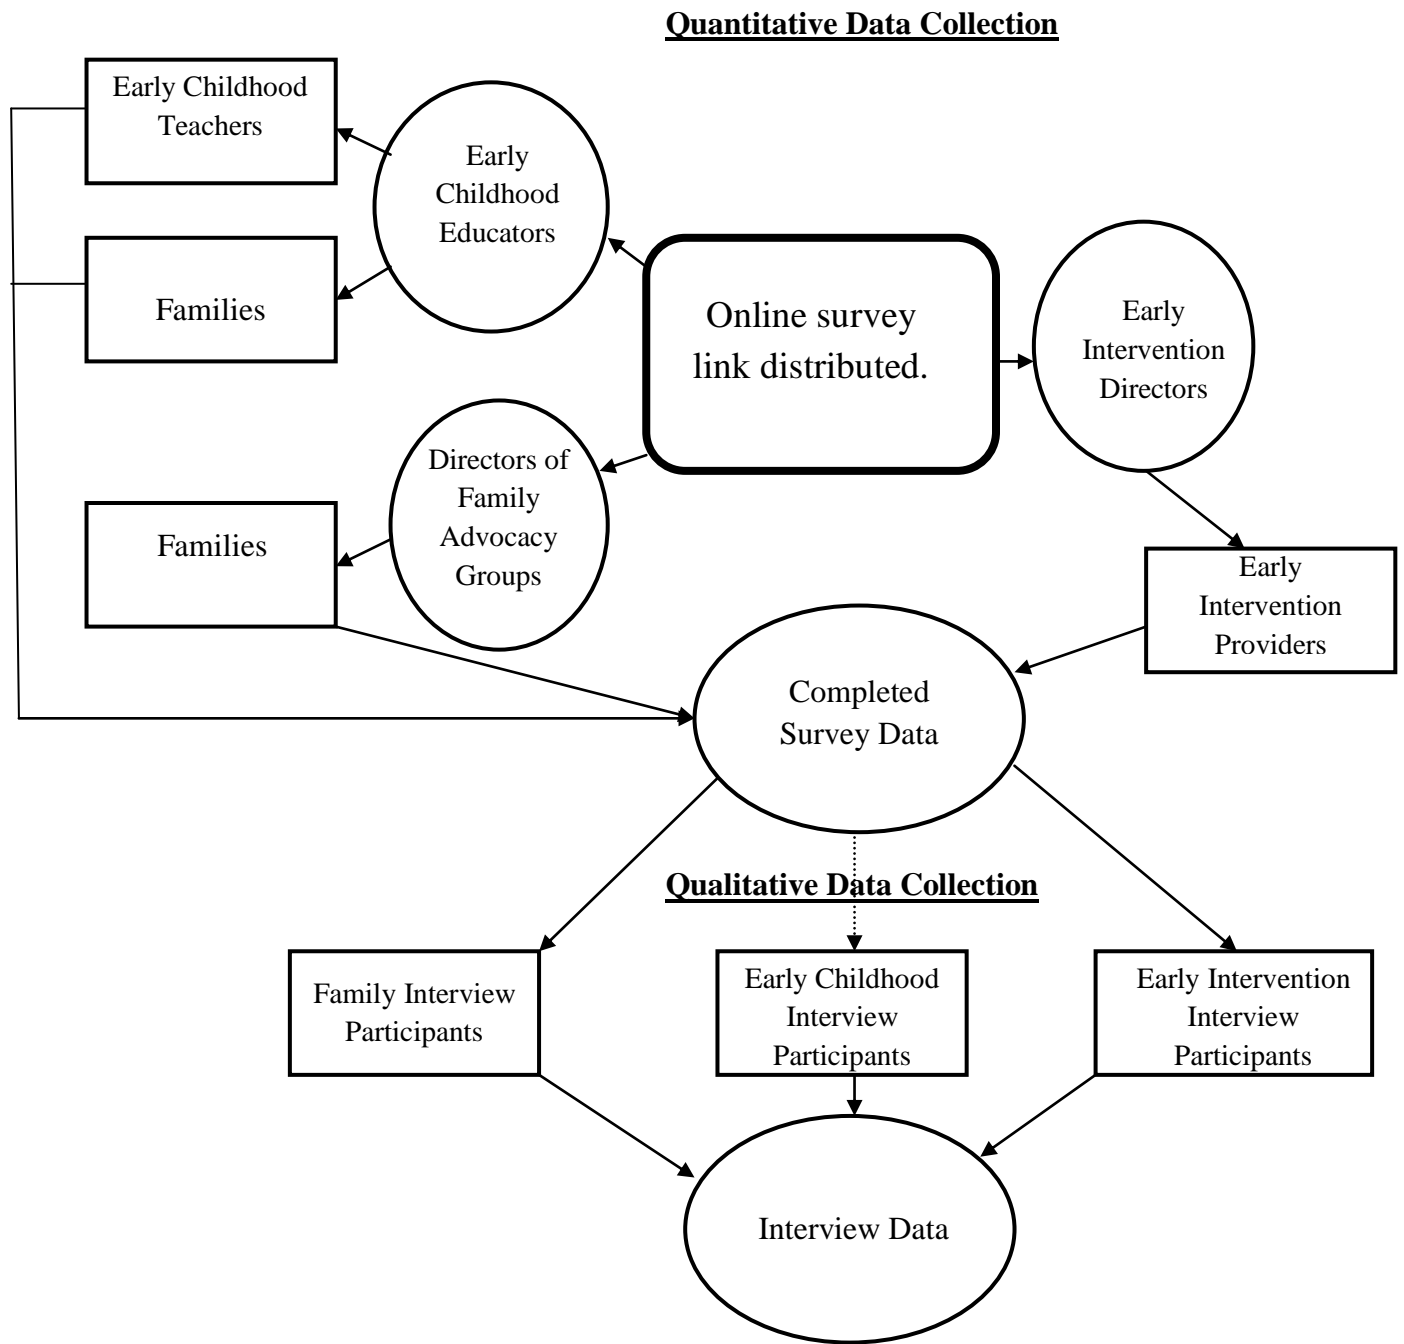 Quantitative Data Collection
Early Childhood
Teachers
Early
Childhood
Educators
Families
Online survey
link distributed.
Early
Intervention
Directors
Directors of
Family
Advocacy
Groups
Families
Early
Intervention
Providers
Completed
Survey Data
Qualitative Data Collection
Family Interview
Participants
Early Childhood
Interview
Participants
Early Intervention
Interview
Participants
Interview Data